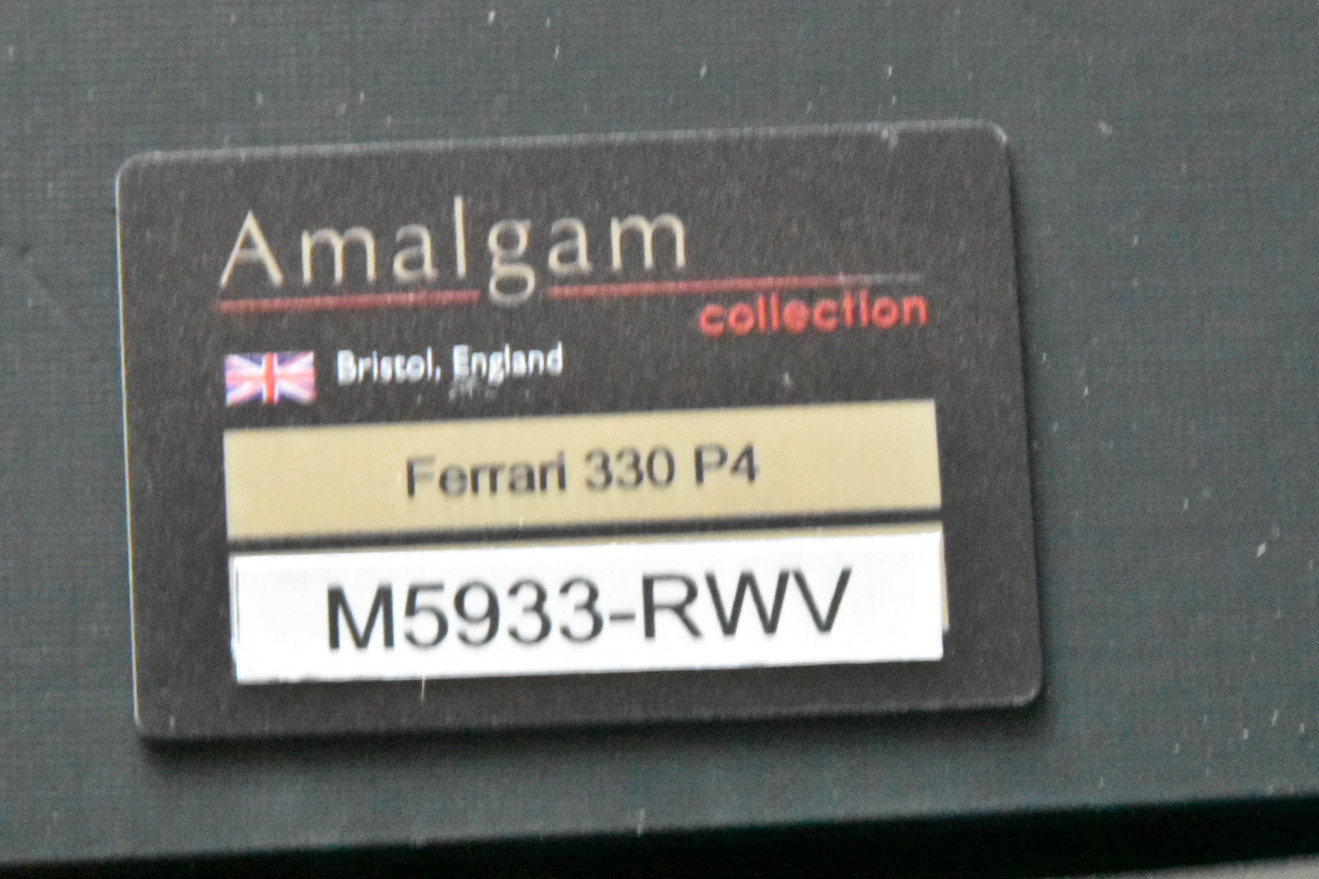 Amalgam
collection
Bristol, England
Ferrari 330 P4
M5933-RWV